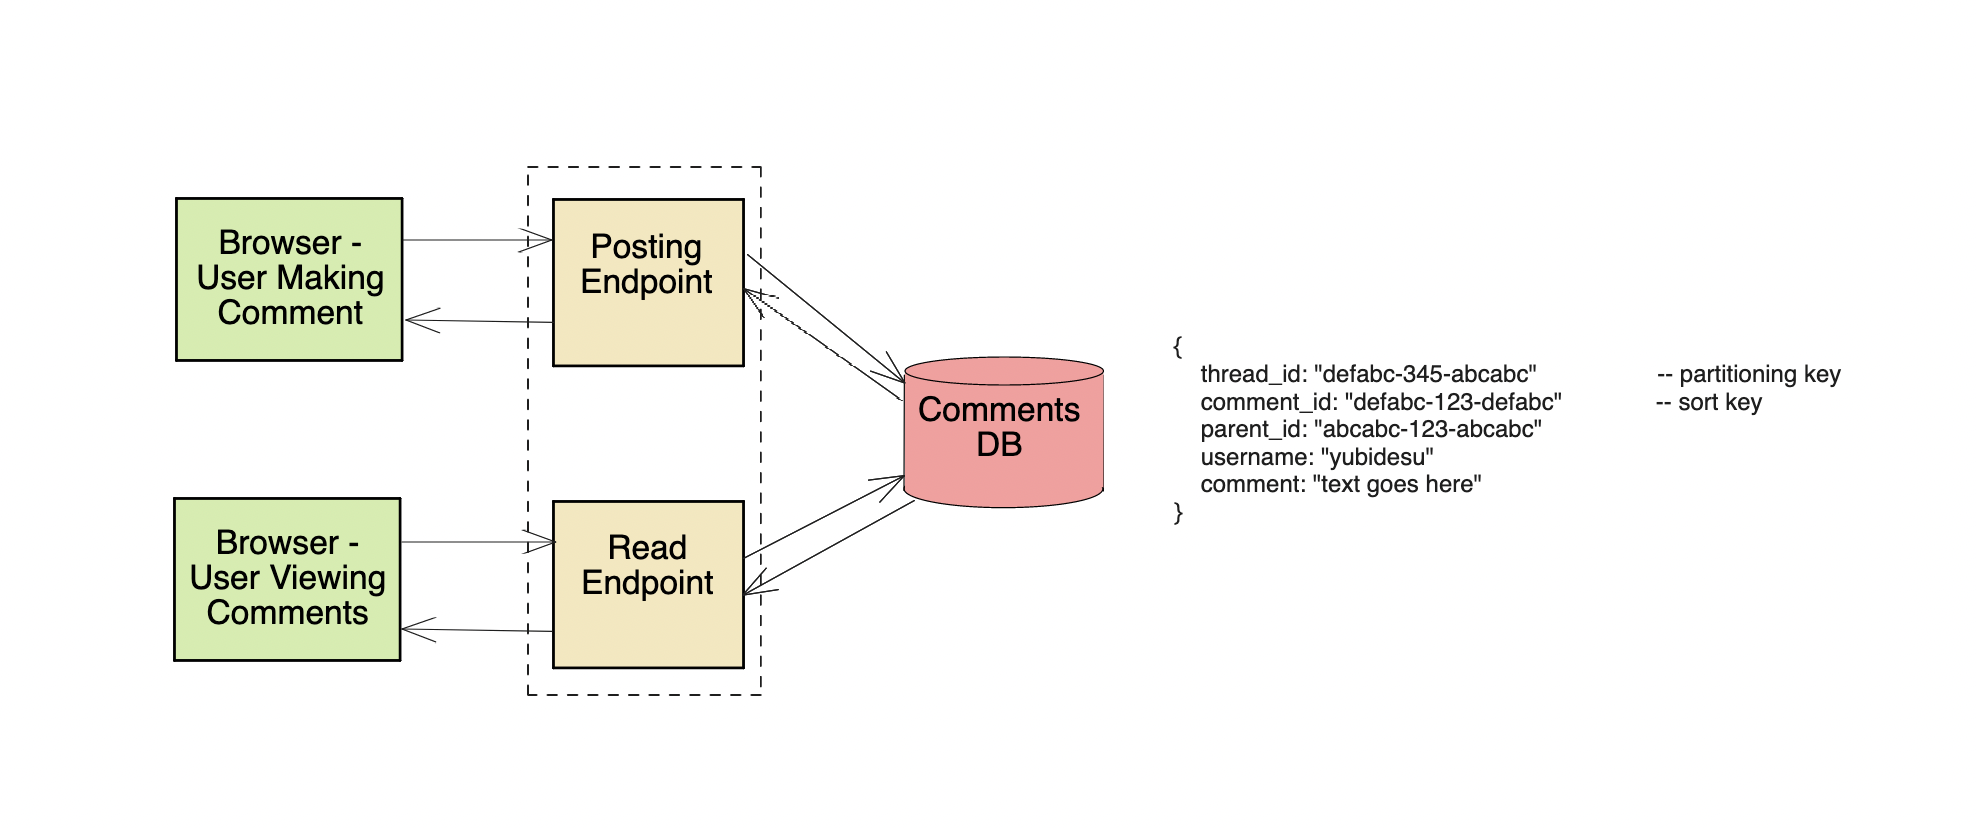 Browser -
User Making
Comment
Posting
Endpoint
Browser -
User Viewing
Comments
Read
Endpoint
Comments
DB
{
thread_id: "defabc-345-abcabc" -- partitioning key
comment_id: "defabc-123-defabc" -- sort key
parent_id: "abcabc-123-abcabc"
username: "yubidesu"
comment: "text goes here"
}